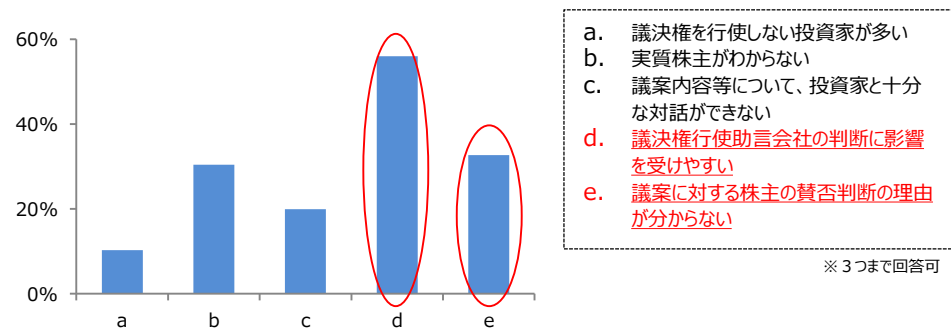 60%
40%
20%
0%
a b c d e
a. 議決権を行使しない投資家が多い
b. 実質株主がわからない
c. 議案内容等について、投資家と十分
な対話ができない
d. 議決権行使助言会社の判断に影響
を受けやすい
e. 議案に対する株主の賛否判断の理由
が分からない
※３つまで回答可